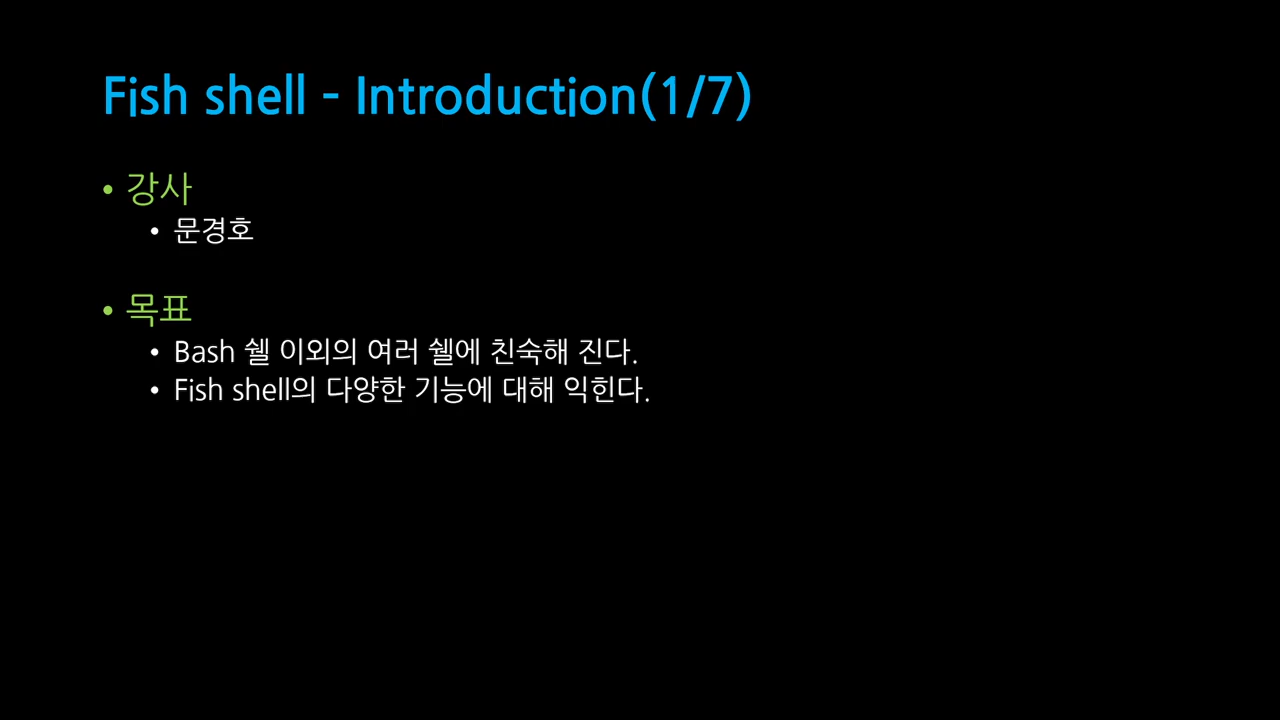 Fish shell - Introduction(1/7)
• 강사
• 문경호
• 목표
• Bash 쉘 이외의 여러 쉘에 친숙해 진다.
• Fish shell의 다양한 기능에 대해 익힌다.